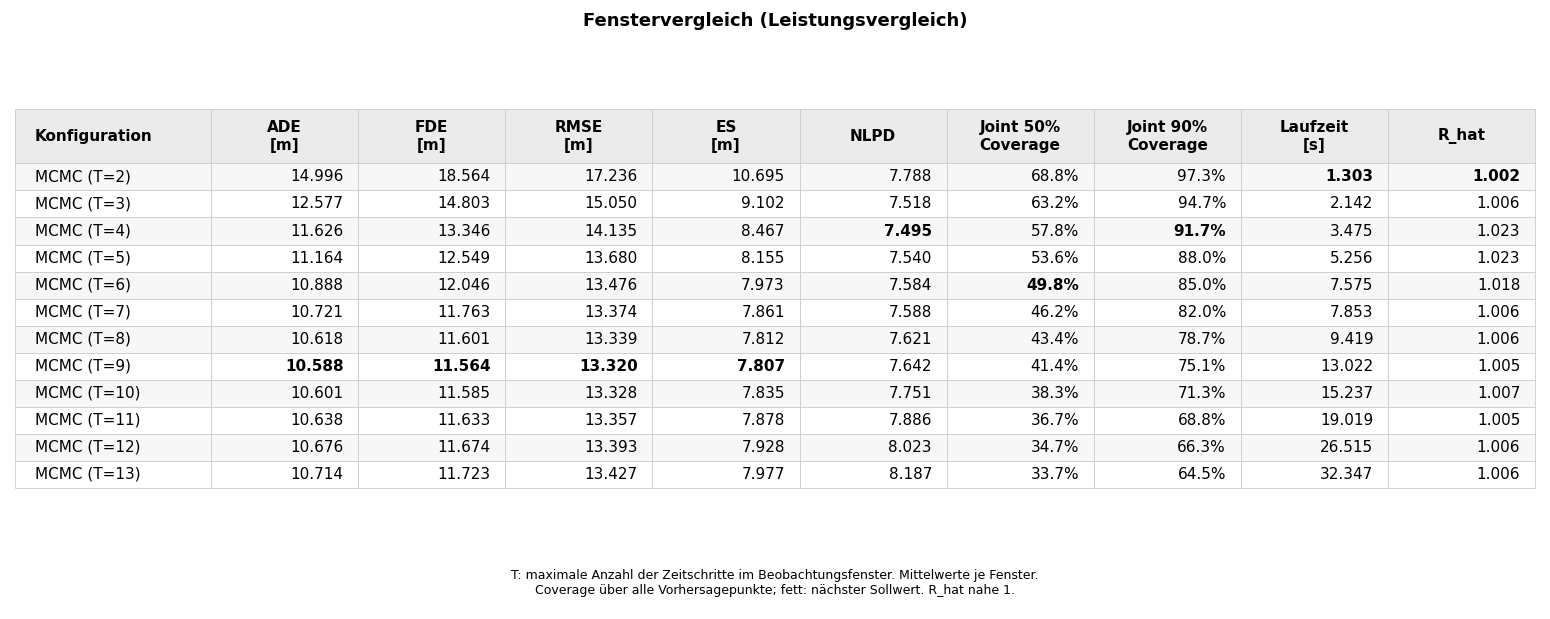 Fenstervergleich (Leistungsvergleich)
Konfiguration ADE [m] FDE [m] RMSE [m] ES [m] NLPD Joint 50% Coverage Joint 90% Coverage Laufzeit [s] R_hat
MCMC (T=2) 14.996 18.564 17.236 10.695 7.788 68.8% 97.3% 1.303 1.002
MCMC (T=3) 12.577 14.803 15.050 9.102 7.518 63.2% 94.7% 2.142 1.006
MCMC (T=4) 11.626 13.346 14.135 8.467 7.495 57.8% 91.7% 3.475 1.023
MCMC (T=5) 11.164 12.549 13.680 8.155 7.540 53.6% 88.0% 5.256 1.023
MCMC (T=6) 10.888 12.046 13.476 7.973 7.584 49.8% 85.0% 7.575 1.018
MCMC (T=7) 10.721 11.763 13.374 7.861 7.588 46.2% 82.0% 7.853 1.006
MCMC (T=8) 10.618 11.601 13.339 7.812 7.621 43.4% 78.7% 9.419 1.006
MCMC (T=9) 10.588 11.564 13.320 7.807 7.642 41.4% 75.1% 13.022 1.005
MCMC (T=10) 10.601 11.585 13.328 7.835 7.751 38.3% 71.3% 15.237 1.007
MCMC (T=11) 10.638 11.633 13.357 7.878 7.886 36.7% 68.8% 19.019 1.005
MCMC (T=12) 10.676 11.674 13.393 7.928 8.023 34.7% 66.3% 26.515 1.006
MCMC (T=13) 10.714 11.723 13.427 7.977 8.187 33.7% 64.5% 32.347 1.006
T: maximale Anzahl der Zeitschritte im Beobachtungsfenster. Mittelwerte je Fenster.
Coverage über alle Vorhersagepunkte; fett: nächster Sollwert. R_hat nahe 1.